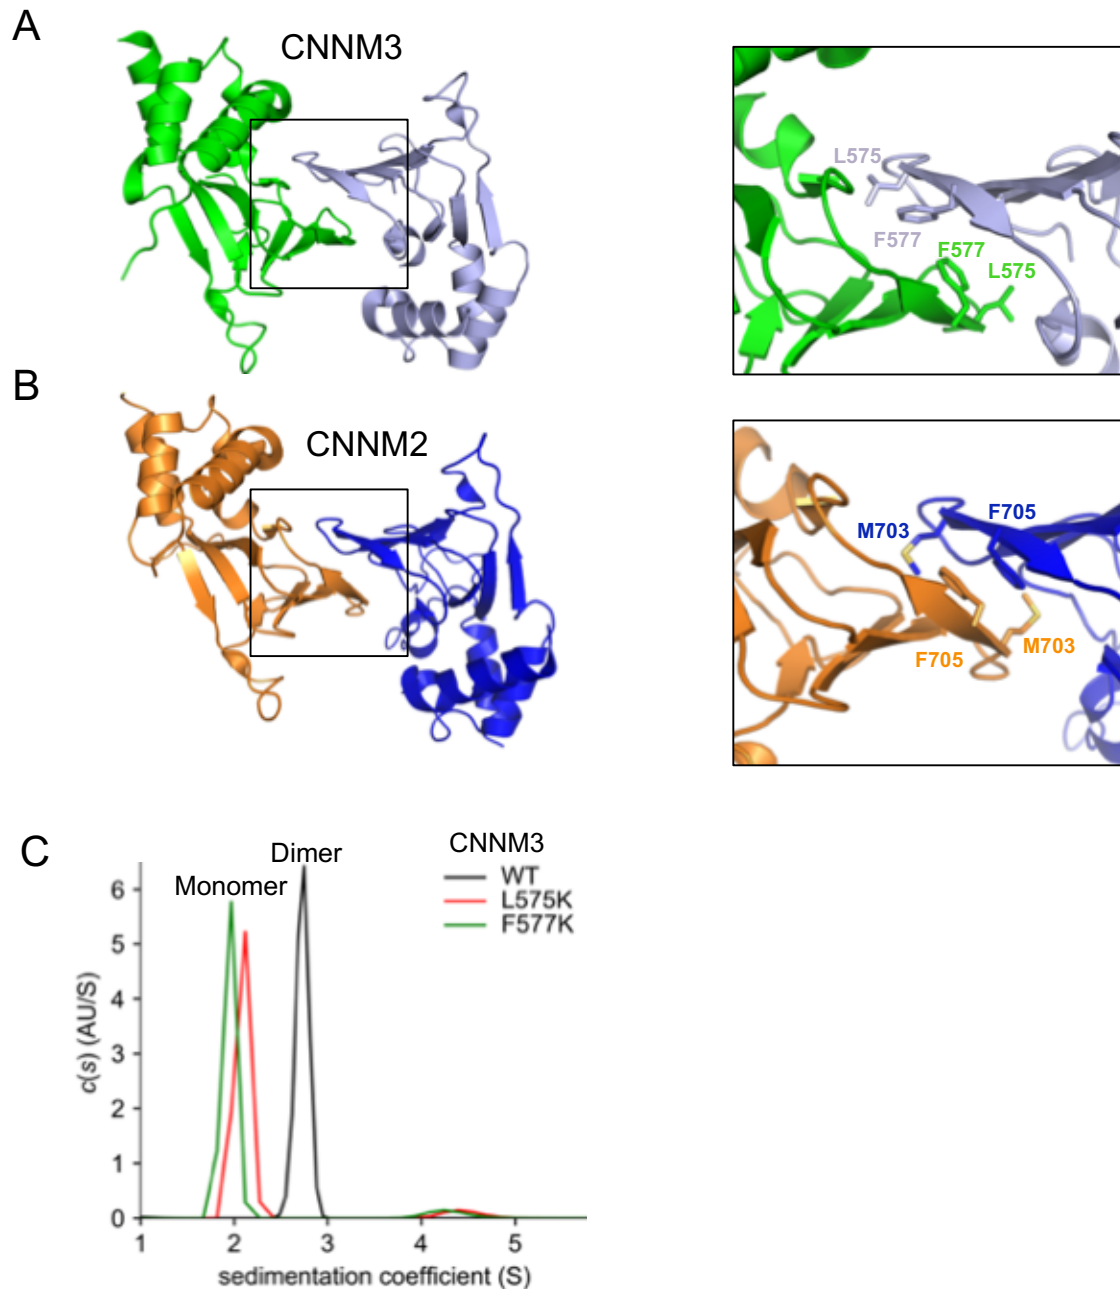 A
CNNM3
L575
F577
F577
L575
B
CNNM2
M703
F705
F705
M703
C
CNNM3
Dimer
Monomer
WT
L575K
F577K
6
5
4
3
2
1
0
c(s) (AU/S)
1 2 3 4 5
sedimentation coefficient (S)